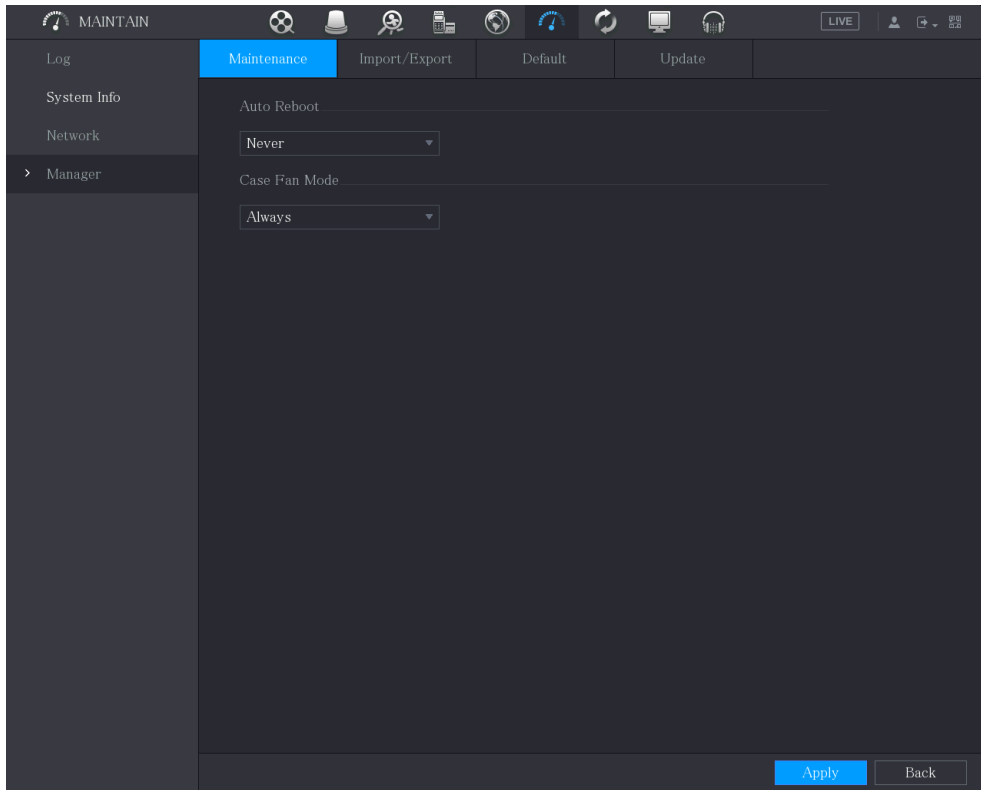 MAINTAIN
LIVE
Log
System Info
Network
Manager
Maintenance
Import/Export
Default
Update
Auto Reboot
Never
Case Fan Mode
Always
Apply
Back